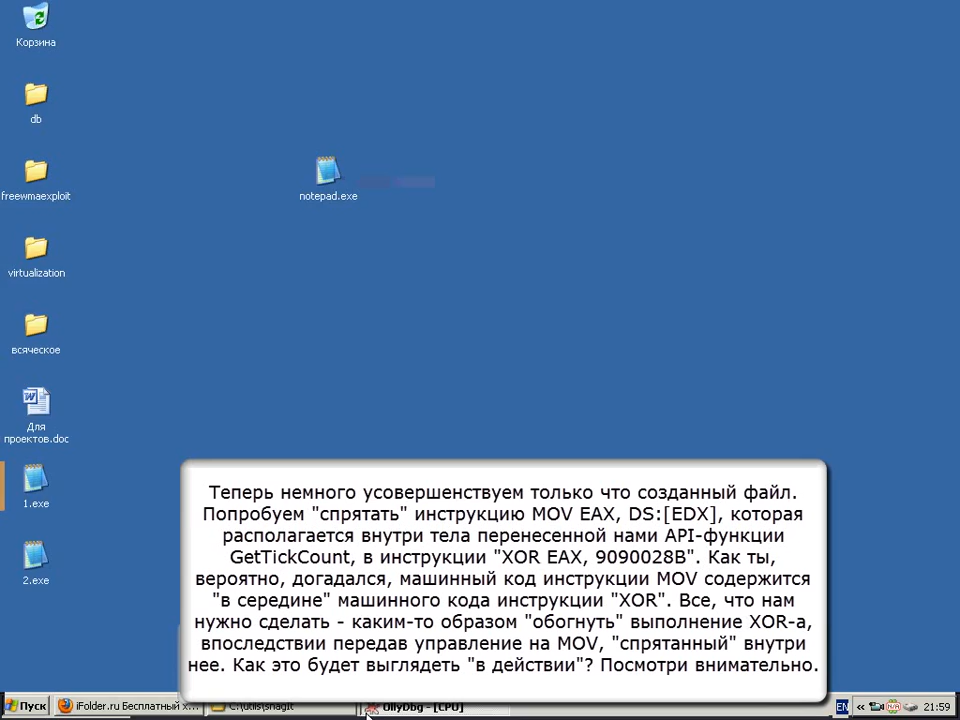 Корзина
db
freewmaexploit
notepad.exe
virtualization
всяческое
Для
проектов.doc
1.exe
2.exe
Теперь немного усовершенствуем только что созданный файл.
Попробуем "спрятать" инструкцию MOV EAX, DS:[EDX], которая
располагается внутри тела перенесенной нами API-функции
GetTickCount, в инструкции "XOR EAX, 9090028B". Как ты,
вероятно, догадался, машинный код инструкции MOV содержится
"в середине" машинного кода инструкции "XOR". Все, что нам
нужно сделать - каким-то образом "обогнуть" выполнение XOR-а,
впоследствии передав управление на MOV, "спрятанный" внутри
нее. Как это будет выглядеть "в действии"? Посмотри внимательно.
Пуск iFolder.ru Бесплатный х... C:\utils\snagit OllyDbg - [CPU] EN « 21:59